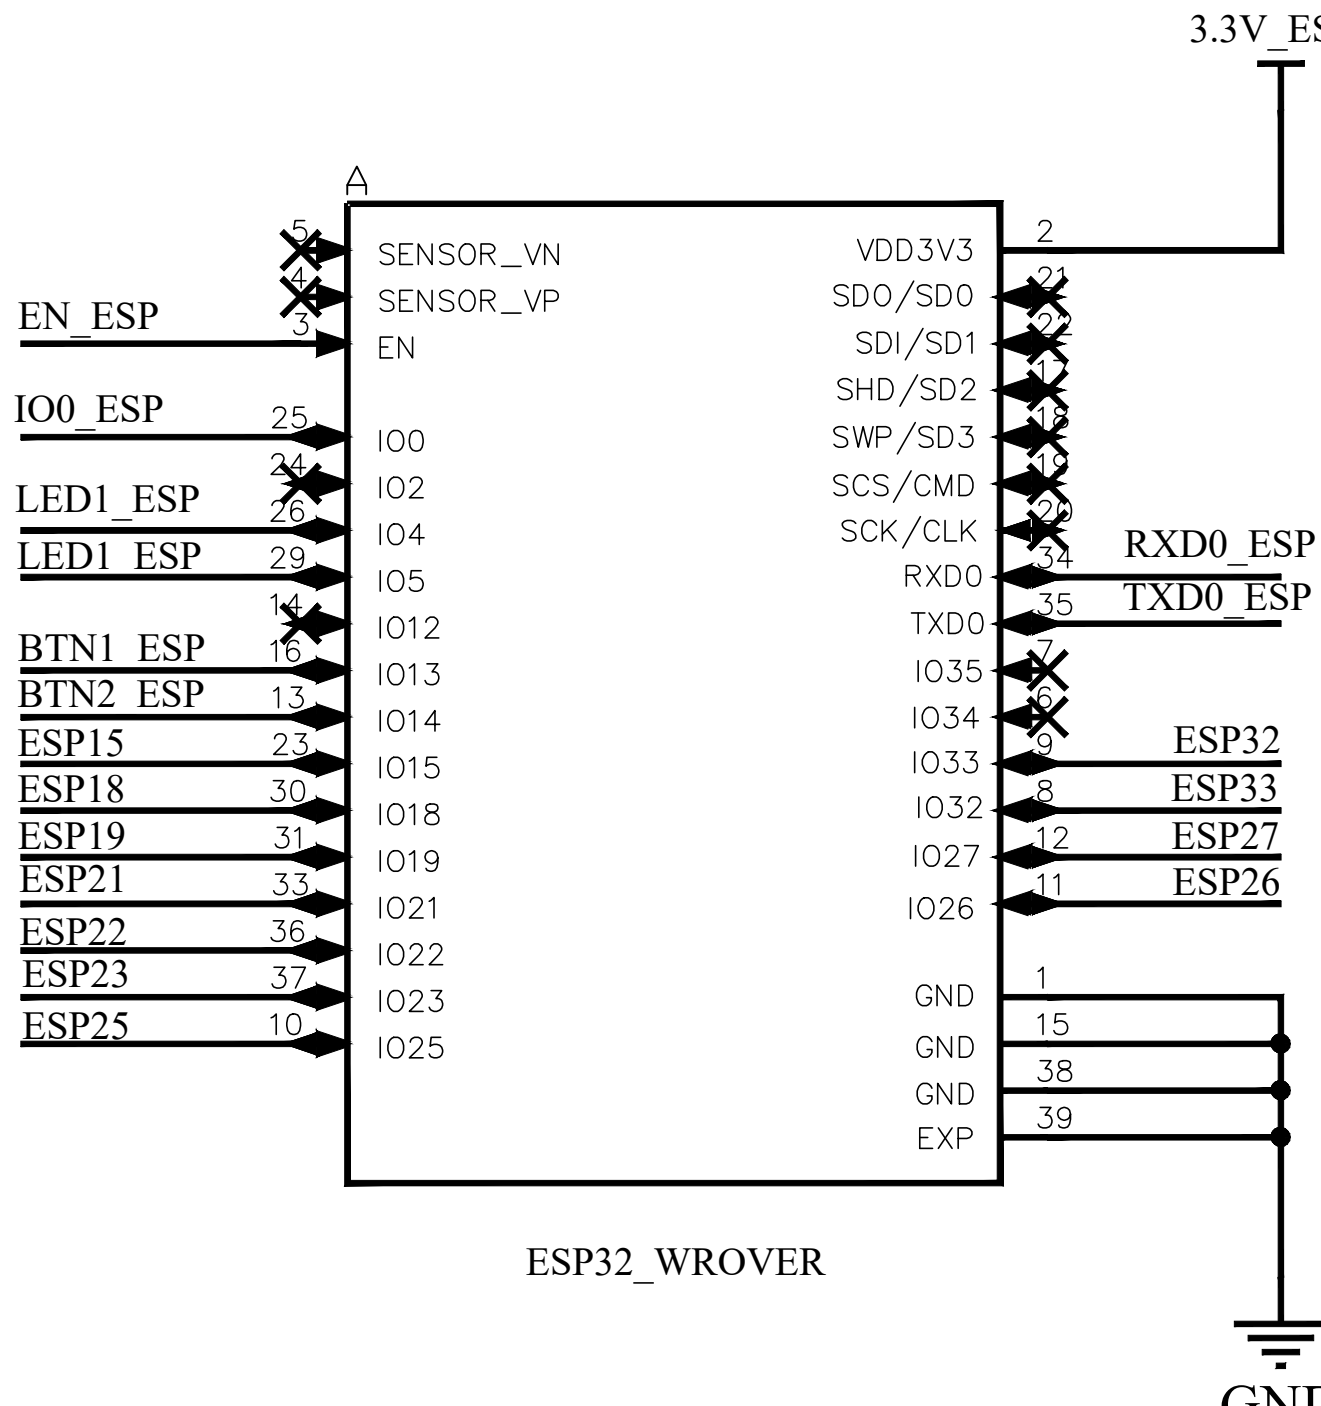 3.3V_ES
A
5 SENSOR_VN VDD3V3 2
4 SENSOR_VP SDO/SD0 21
EN_ESP 3 EN SDI/SD1 22
SHD/SD2 17
IO0_ESP 25 IO0 SWP/SD3 18
24 IO2 SCS/CMD 19
LED1_ESP 26 IO4 SCK/CLK 20
LED1_ESP 29 IO5 RXD0 34 RXD0_ESP
14 IO12 TXD0 35 TXD0_ESP
BTN1_ESP 16 IO13 IO35 7
BTN2_ESP 13 IO14 IO34 6
ESP15 23 IO15 IO33 9 ESP32
ESP18 30 IO18 IO32 8 ESP33
ESP19 31 IO19 IO27 12 ESP27
ESP21 33 IO21 IO26 11 ESP26
ESP22 36 IO22
ESP23 37 IO23 GND 1
ESP25 10 IO25 GND 15
GND 38
EXP 39
ESP32_WROVER
GND